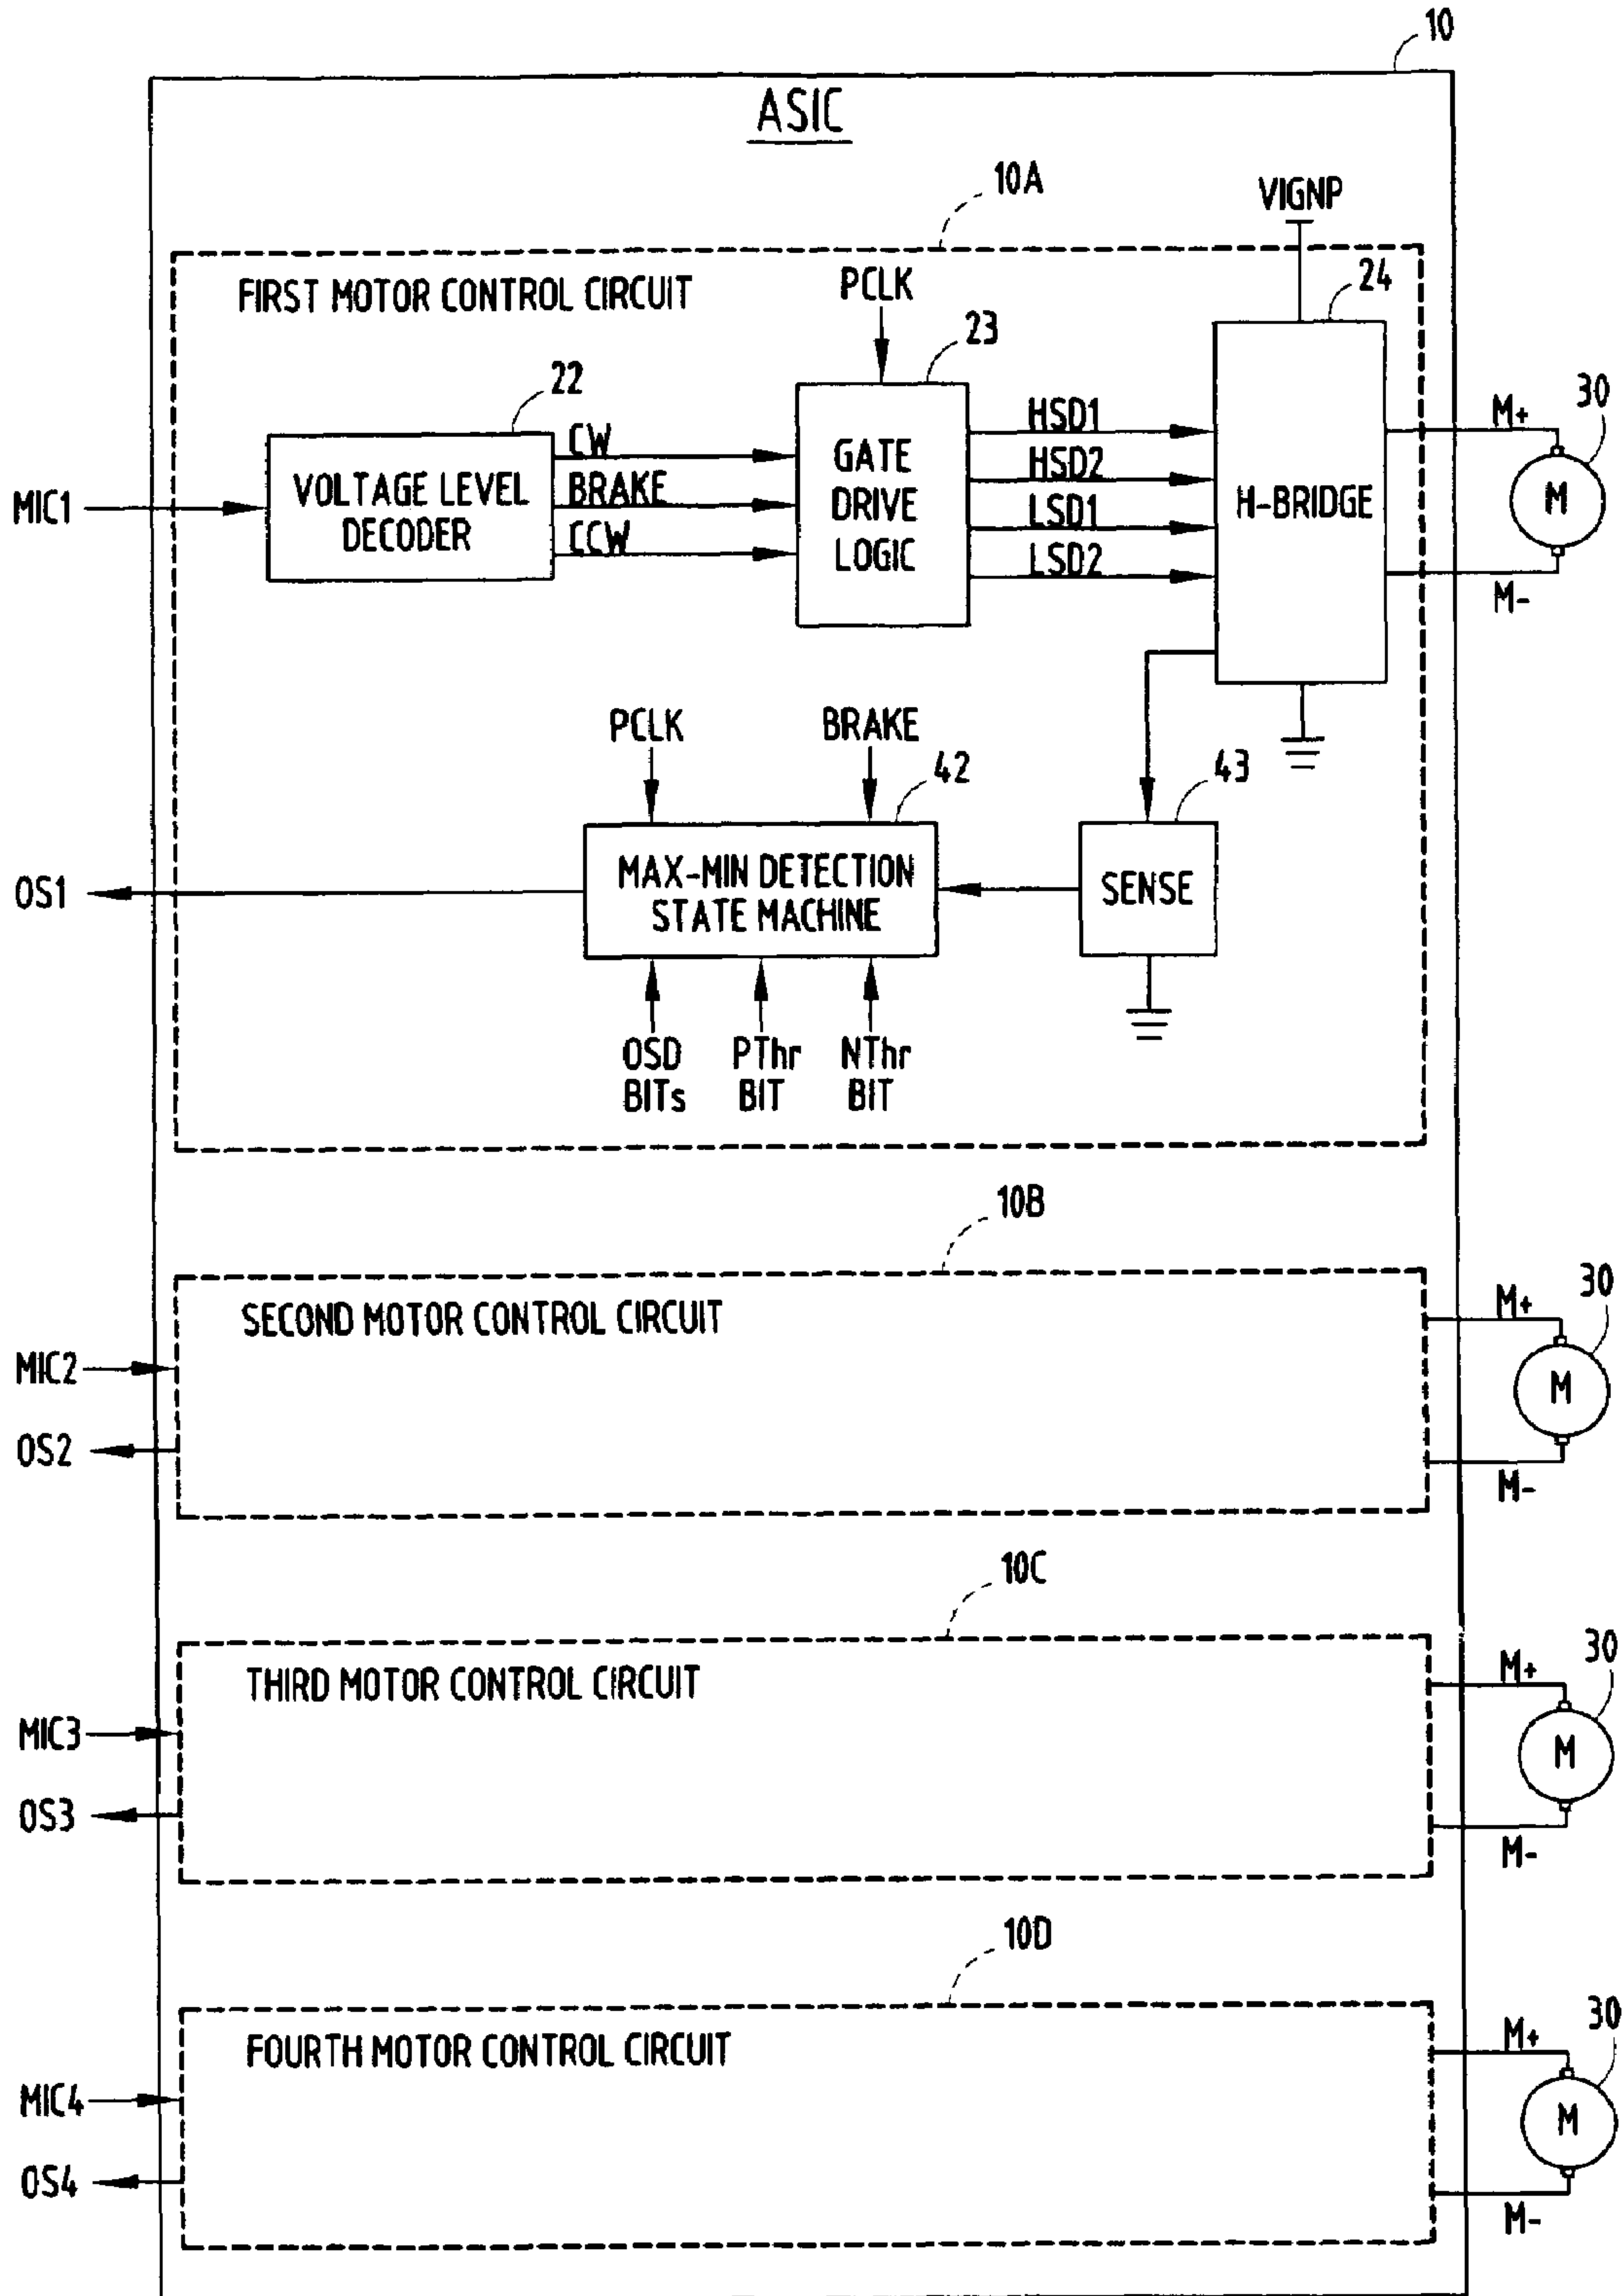 10
ASIC
10A
VIGNP
FIRST MOTOR CONTROL CIRCUIT
PCLK
24
23
22
30
CW
HSD1
M+
VOLTAGE LEVEL
DECODER
GATE
DRIVE
LOGIC
HSD2
H-BRIDGE
M
MIC1
BRAKE
LSD1
CCW
LSD2
M-
PCLK
BRAKE
42
43
OS1
MAX-MIN DETECTION
STATE MACHINE
SENSE
OSD
BITs
PThr
BIT
NThr
BIT
10B
SECOND MOTOR CONTROL CIRCUIT
M+
30
MIC2
M
OS2
M-
10C
THIRD MOTOR CONTROL CIRCUIT
M+
30
MIC3
M
OS3
M-
10D
FOURTH MOTOR CONTROL CIRCUIT
M+
30
MIC4
M
OS4
M-